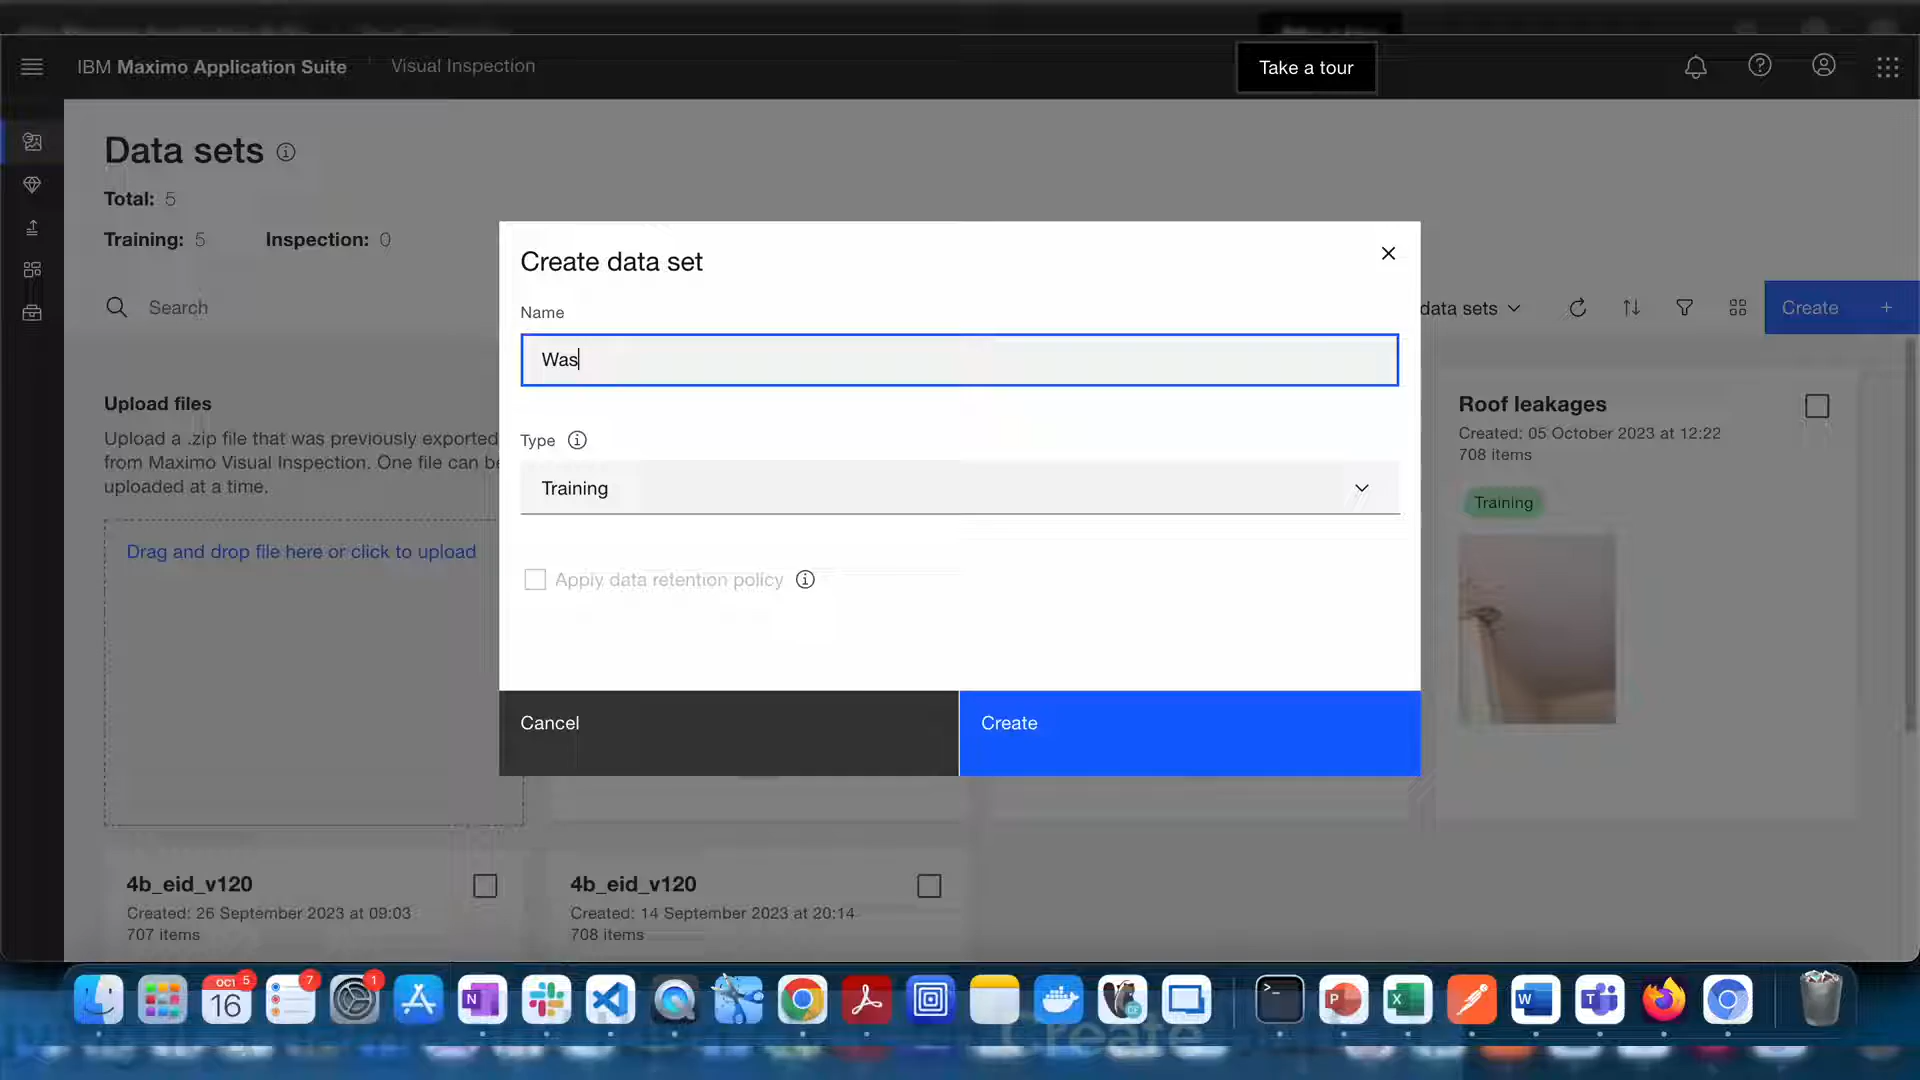 IBM Maximo Application Suite
Visual Inspection
Take a tour
Data sets
Total: 5
Training: 5
Inspection: 0
Search
data sets
Create +
Create data set
Name
Was
Type
Training
Apply data retention policy
Cancel
Create
Upload files
Upload a .zip file that was previously exported
from Maximo Visual Inspection. One file can be
uploaded at a time.
Drag and drop file here or click to upload
Roof leakages
Created: 05 October 2023 at 12:22
708 items
Training
4b_eid_v120
Created: 26 September 2023 at 09:03
707 items
4b_eid_v120
Created: 14 September 2023 at 20:14
708 items
OCT 5
16
7
1
N
P
X
W
T
Create